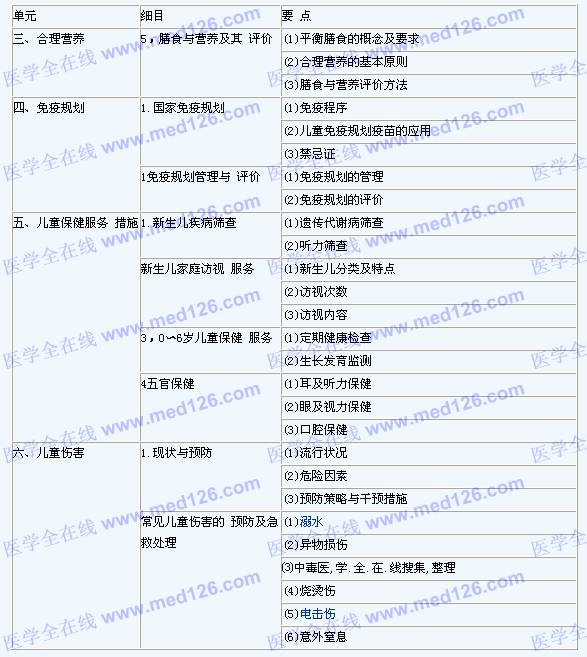 单元 细目 要 点
三、合理营养 5，膳食与营养及其 评价 (1)平衡膳食的概念及要求
(2)合理营养的基本原则
(3)膳食与营养评价方法
四、免疫规划 1. 国家免疫规划 (1)免疫程序
(2)儿童免疫规划疫苗的应用
(3)禁忌证
1免疫规划管理与 评价 (1)免疫规划的管理
(2)免疫规划的评价
五、儿童保健服务 措施 1. 新生儿疾病筛查 (1)遗传代谢病筛查
(2)听力筛查
新生儿家庭访视 服务 (1)新生儿分类及特点
(2)访视次数
(3)访视内容
3，0～6岁儿童保健 服务 (1)定期健康检查
(2)生长发育监测
4五官保健 (1)耳及听力保健
(2)眼及视力保健
(3)口腔保健
六、儿童伤害 1. 现状与预防 (1)流行状况
(2)危险因素
(3)预防策略与干预措施
常见儿童伤害的 预防及急救处理 (1)溺水
(2)异物损伤
(3)中毒医,学.全.在.线搜集,整理
(4)烧烫伤
(5)电击伤
(6)意外窒息
医学全在线 www.med126.com